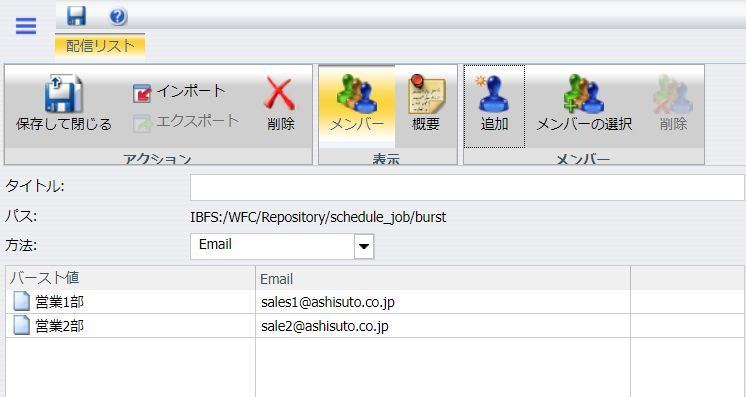 配信リスト
保存して閉じる
インポート
エクスポート
削除
アクション
メンバー
概要
表示
追加
メンバーの選択
削除
メンバー
タイトル:
パス: IBFS:/WFC/Repository/schedule_job/burst
方法: Email
バースト値 Email
営業1部 sales1@ashisuto.co.jp
営業2部 sale2@ashisuto.co.jp